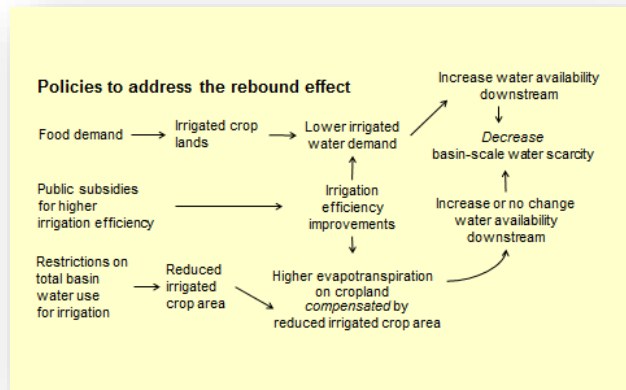 Policies to address the rebound effect
Increase water availability
downstream
Food demand
Irrigated crop
lands
Lower irrigated
water demand
Decrease
basin-scale water scarcity
Public subsidies
for higher
irrigation efficiency
Irrigation
efficiency
improvements
Increase or no change
water availability
downstream
Restrictions on
total basin
water use
for irrigation
Reduced
irrigated
crop area
Higher evapotranspiration
on cropland
compensated by
reduced irrigated crop area